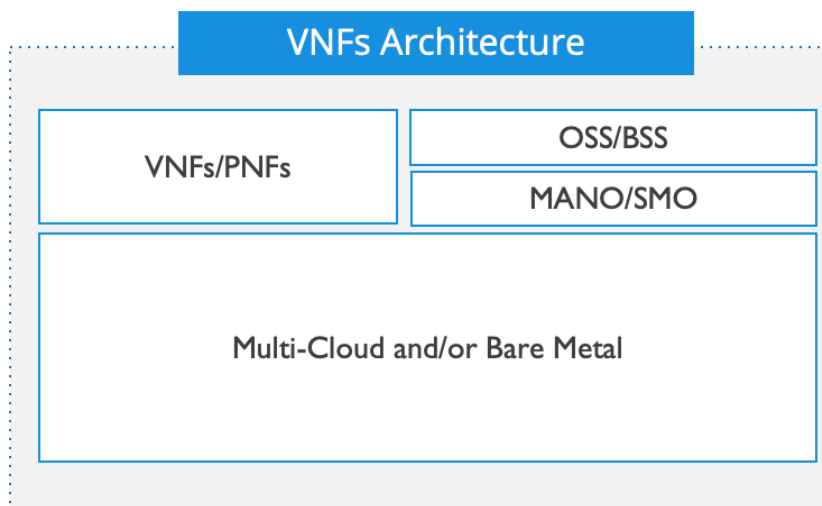 VNFs Architecture
VNFs/PNFs
OSS/BSS
MANO/SMO
Multi-Cloud and/or Bare Metal